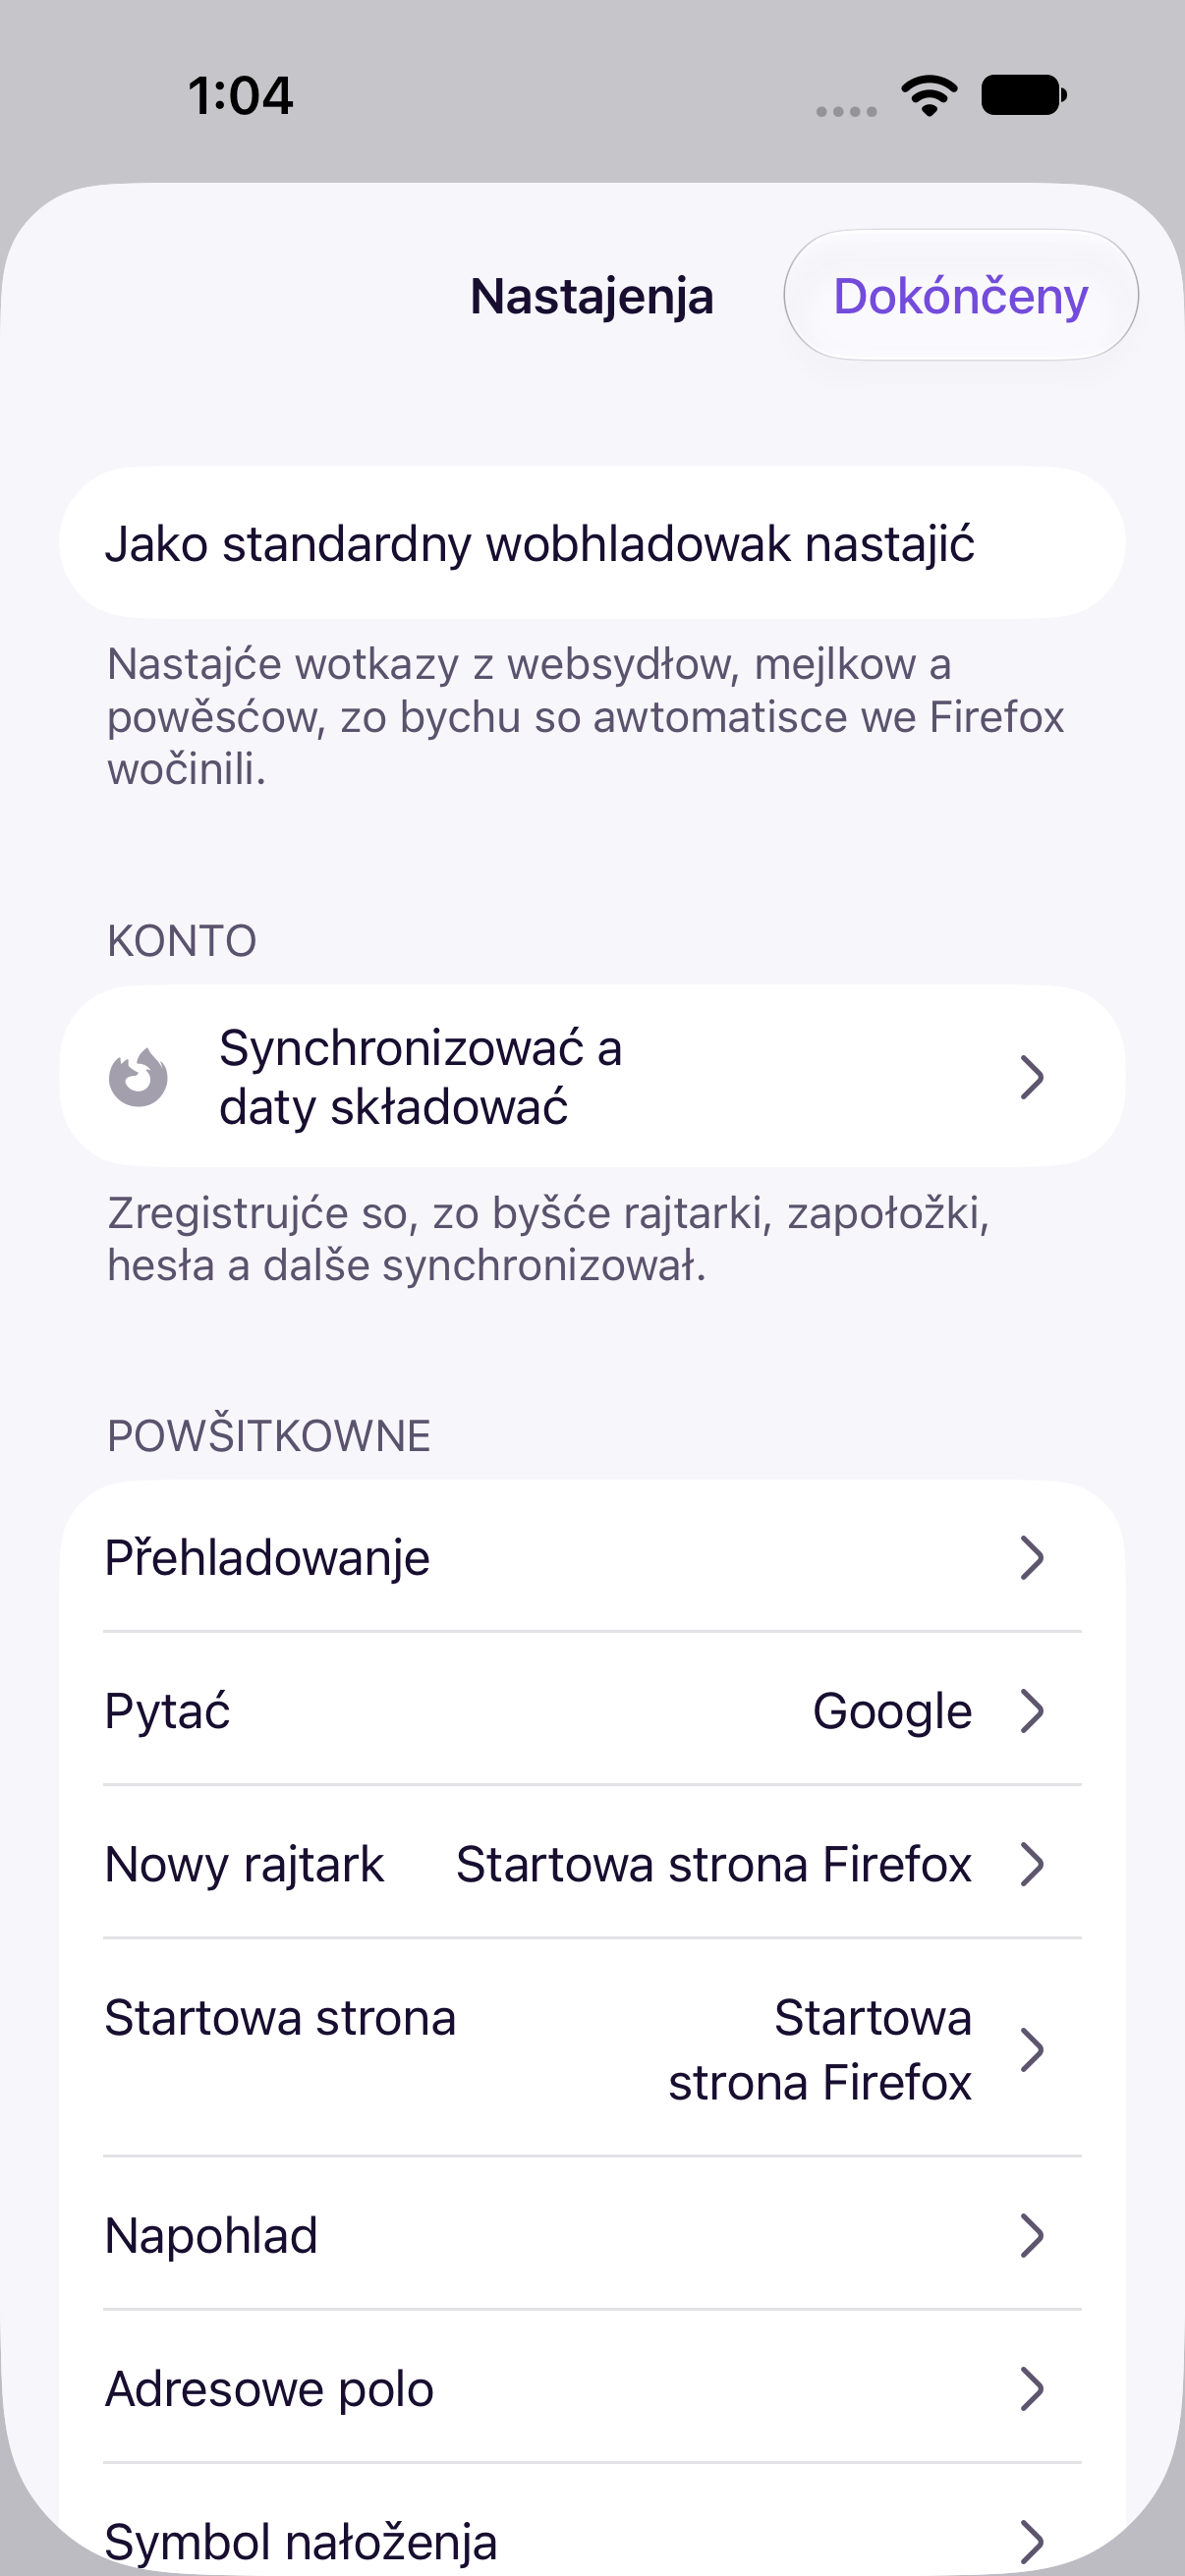 1:04
Nastajenja
Dokónčeny
Jako standardny wobhladowak nastajić
Nastajće wotkazy z websydłow, mejlkow a
powěsćow, zo bychu so awtomatisce we Firefox
wočinili.
KONTO
Synchronizować a
daty składować
Zregistrujće so, zo byšće rajtarki, zapołožki,
hesła a dalše synchronizował.
POWŠITKOWNE
Přehladowanje
Pytać Google
Nowy rajtark Startowa strona Firefox
Startowa strona Startowa
strona Firefox
Napohlad
Adresowe polo
Symbol nałoženja